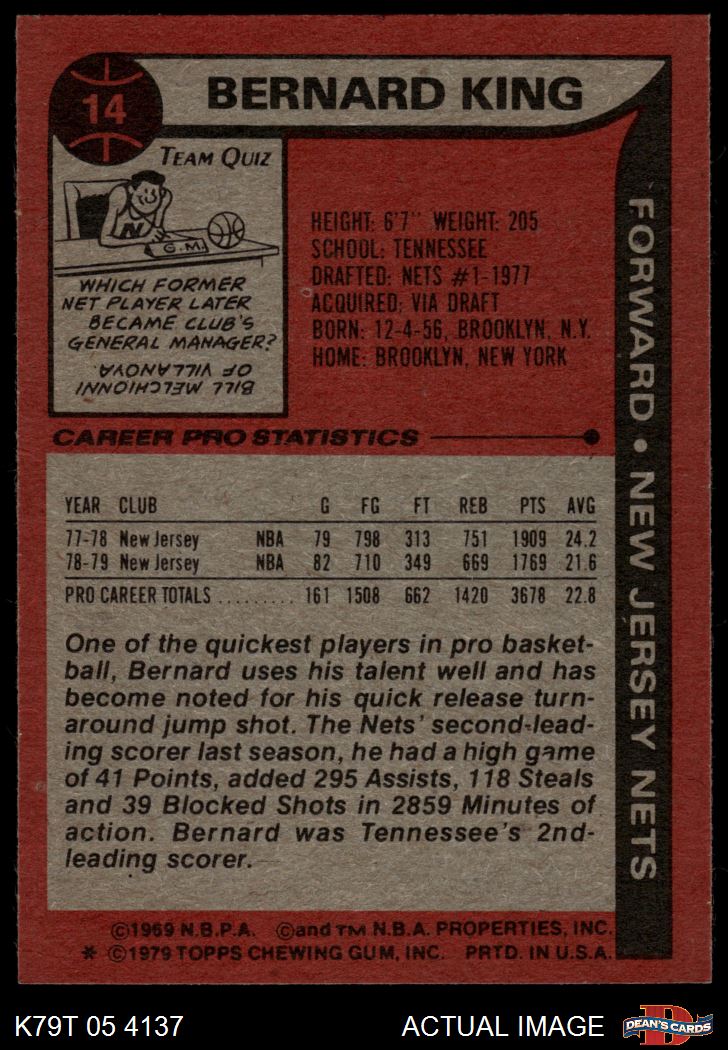 14
BERNARD KING
TEAM QUIZ
N
G.M.
WHICH FORMER
NET PLAYER LATER
BECAME CLUB'S
GENERAL MANAGER?
BILL MELCHIONNI
OF VILLANOVA.
HEIGHT: 6'7" WEIGHT: 205
SCHOOL: TENNESSEE
DRAFTED: NETS #1-1977
ACQUIRED: VIA DRAFT
BORN: 12-4-56, BROOKLYN, N.Y.
HOME: BROOKLYN, NEW YORK
FORWARD • NEW JERSEY NETS
CAREER PRO STATISTICS
YEAR CLUB G FG FT REB PTS AVG
77-78 New Jersey NBA 79 798 313 751 1909 24.2
78-79 New Jersey NBA 82 710 349 669 1769 21.6
PRO CAREER TOTALS ......... 161 1508 662 1420 3678 22.8
One of the quickest players in pro basket-
ball, Bernard uses his talent well and has
become noted for his quick release turn-
around jump shot. The Nets' second-lead-
ing scorer last season, he had a high game
of 41 Points, added 295 Assists, 118 Steals
and 39 Blocked Shots in 2859 Minutes of
action. Bernard was Tennessee's 2nd-
leading scorer.
©1969 N.B.P.A. ©and TM N.B.A. PROPERTIES, INC.
* ©1979 TOPPS CHEWING GUM, INC. PRTD. IN U.S.A.
K79T 05 4137
ACTUAL IMAGE
D
DEAN'S CARDS